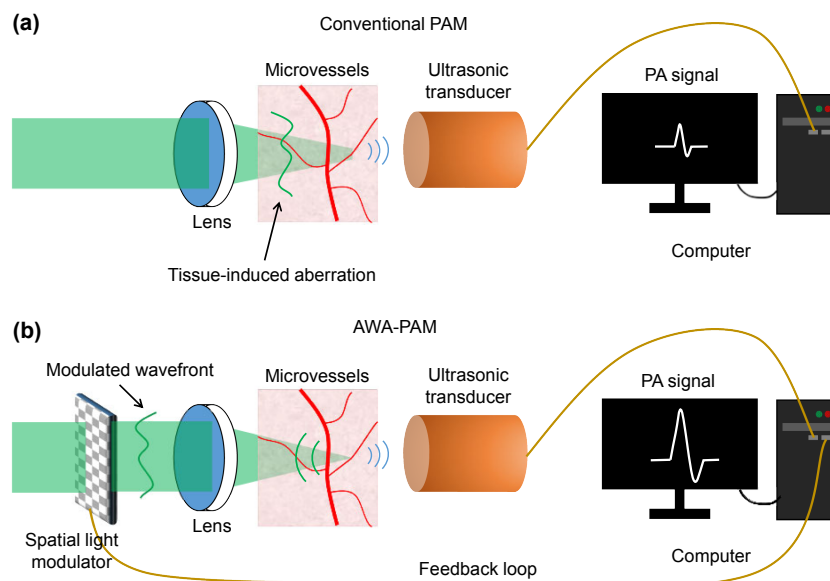 (a)
Conventional PAM
Microvessels
Ultrasonic
transducer
PA signal
Lens
Tissue-induced aberration
Computer
(b)
AWA-PAM
Modulated wavefront
Microvessels
Ultrasonic
transducer
PA signal
Lens
Spatial light
modulator
Feedback loop
Computer